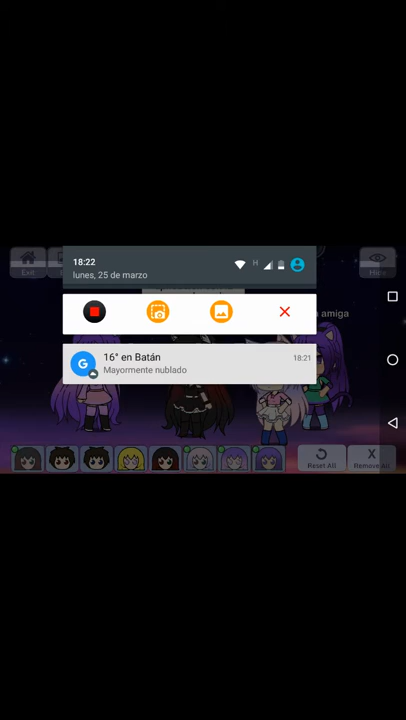 18:22
H
lunes, 25 de marzo
Exit
Hide
amiga
G
16° en Batán
18:21
Mayormente nublado
Reset All
X
Remove All